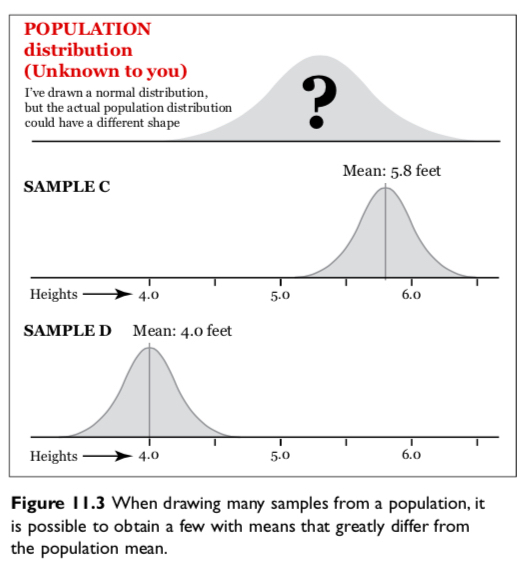 POPULATION
distribution
(Unknown to you)
I've drawn a normal distribution,
but the actual population distribution
could have a different shape
?
Mean: 5.8 feet
SAMPLE C
Heights 4.0 5.0 6.0
SAMPLE D Mean: 4.0 feet
Heights 4.0 5.0 6.0
Figure 11.3 When drawing many samples from a population, it
is possible to obtain a few with means that greatly differ from
the population mean.